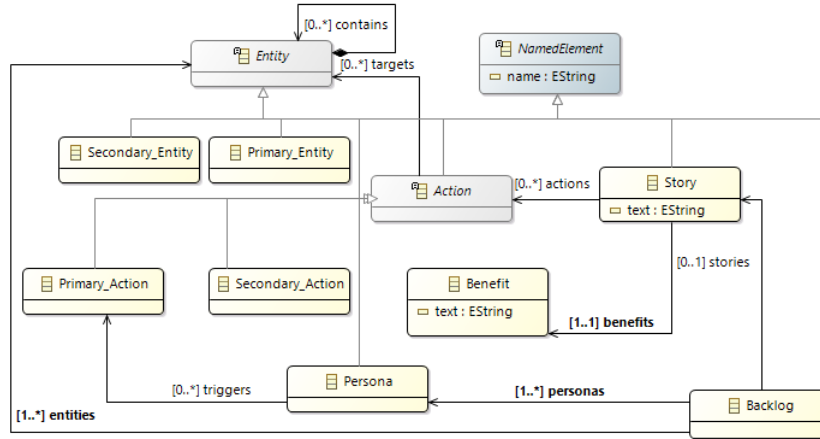 [0..*] contains
Entity
NamedElement
[0..*] targets
name : EString
Secondary_Entity
Primary_Entity
Action
[0..*] actions
Story
text : EString
[0..1] stories
Primary_Action
Secondary_Action
Benefit
text : EString
[1..1] benefits
Persona
[0..*] triggers
[1..*] personas
Backlog
[1..*] entities